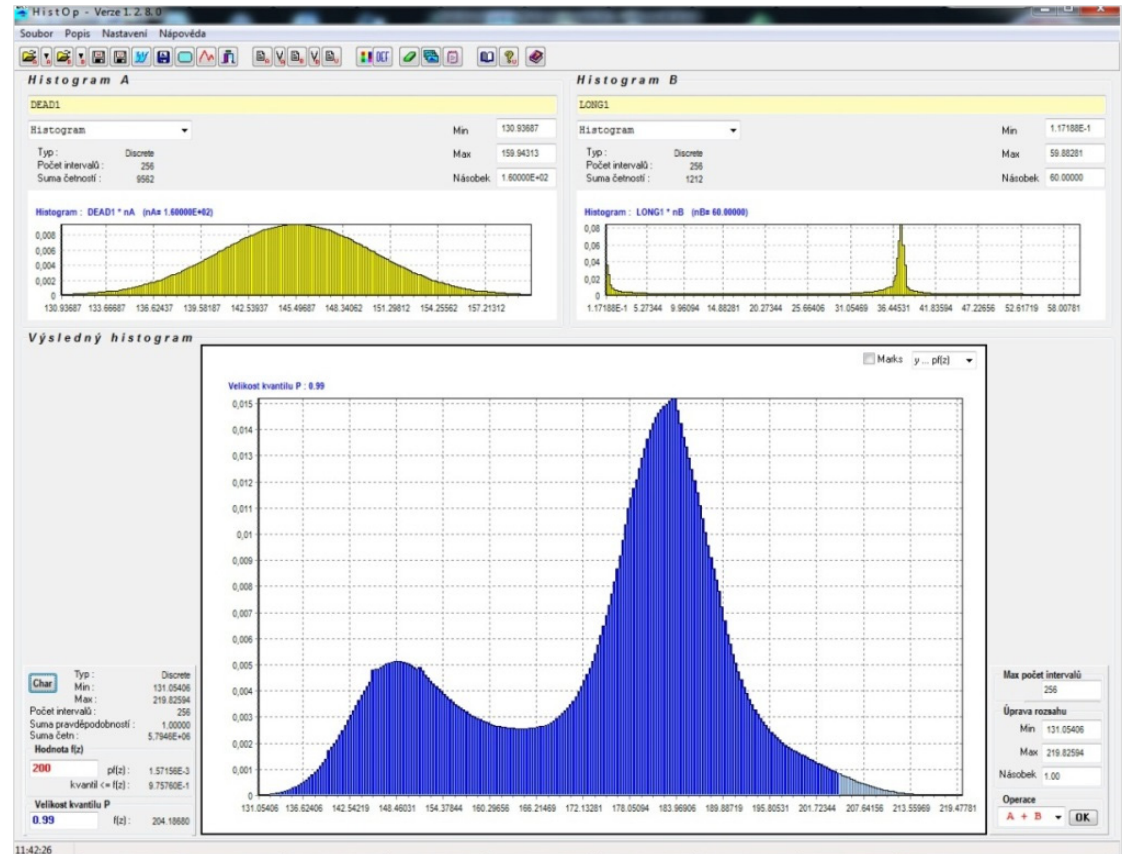 HistOp - Verze 1.2.8.0
Soubor Popis Nastavení Nápověda
DEF
Histogram A
DEAD1
Histogram
Min 130.93687
Typ : Discrete
Max 159.94313
Počet intervalů : 256
Suma četností : 9562
Násobek 1.60000E+02
Histogram : DEAD1 * nA (nA= 1.60000E+02)
0,008
0,006
0,004
0,002
0
130.93687 133.66687 136.62437 139.58187 142.53937 145.49687 148.34062 151.29812 154.25562 157.21312
Histogram B
LONG1
Histogram
Min 1.17188E-1
Typ : Discrete
Max 59.88281
Počet intervalů : 256
Suma četností : 1212
Násobek 60.00000
Histogram : LONG1 * nB (nB= 60.00000)
0,08
0,06
0,04
0,02
0
1.17188E-1 5.27344 9.96094 14.88281 20.27344 25.66406 31.05469 36.44531 41.83594 47.22656 52.61719 58.00781
Výsledný histogram
Marks y ... pf(z)
Velikost kvantilu P : 0.99
0,015
0,014
0,013
0,012
0,011
0,01
0,009
0,008
0,007
0,006
0,005
0,004
0,003
0,002
0,001
0
131.05406 136.62406 142.54219 148.46031 154.37844 160.29656 166.21469 172.13281 178.05094 183.96906 189.88719 195.80531 201.72344 207.64156 213.55969 219.47781
Char
Typ : Discrete
Min : 131.05406
Max : 219.82594
Počet intervalů : 256
Suma pravděpodobností : 1.00000
Suma četn : 5.7946E+06
Hodnota f(z)
200 pf(z) : 1.57156E-3
kvantil <= f(z) : 9.75760E-1
Velikost kvantilu P
0.99 f(z) : 204.18680
Max počet intervalů
256
Úprava rozsahu
Min 131.05406
Max 219.82594
Násobek 1.00
Operace
A + B OK
11:42:26